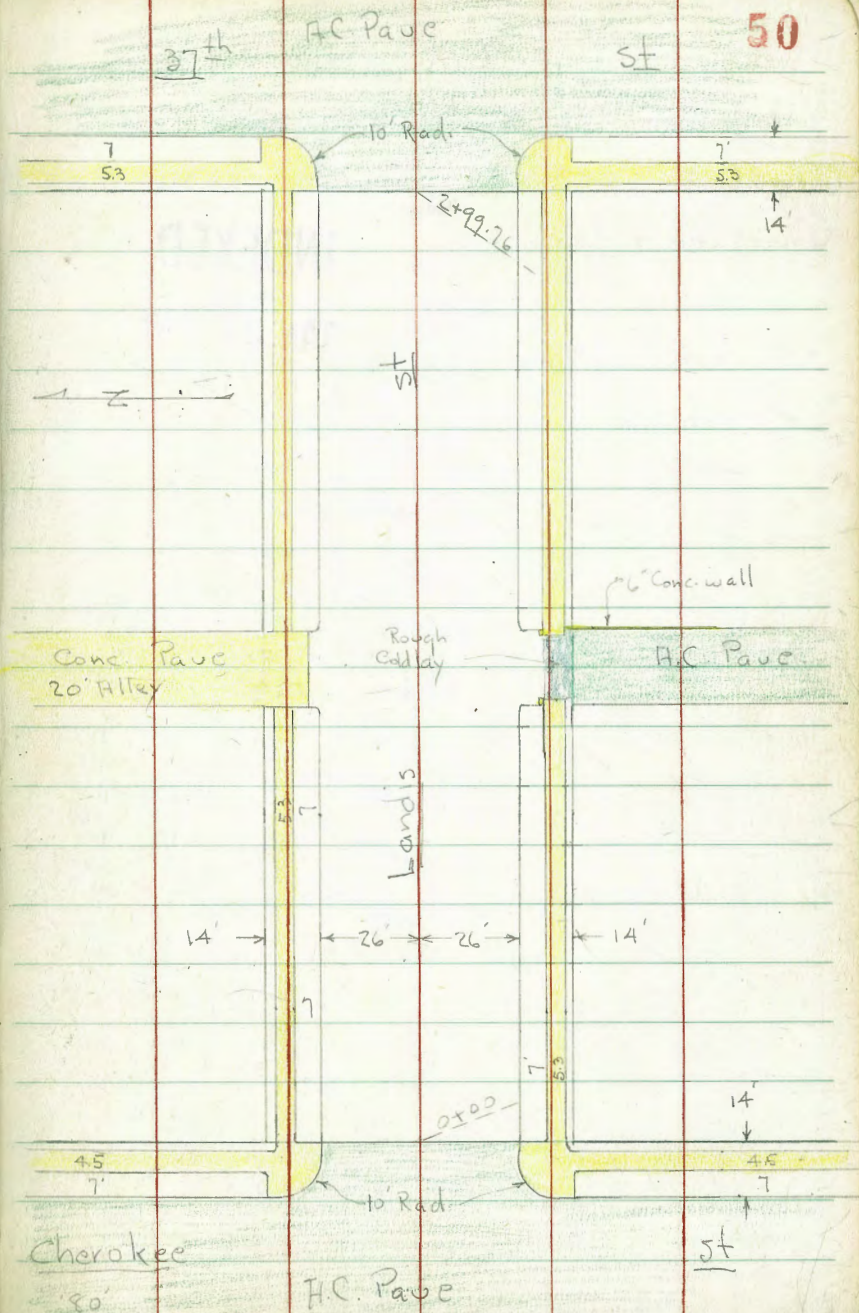 50
A.C. Pave
37th St
10' Rad.
7 7'
5.3 5.3
14'
2+99.76
St
N
6" Conc. wall
Conc. Pave
20' Alley
Rough
Coldlay
A.C. Pave
5.3 7
Landis
14' 26' 26' 14'
7
7' 5.3
14'
0+00
4.5 4.5
7' 7
10' Rad.
Cherokee St
80'
A.C. Pave